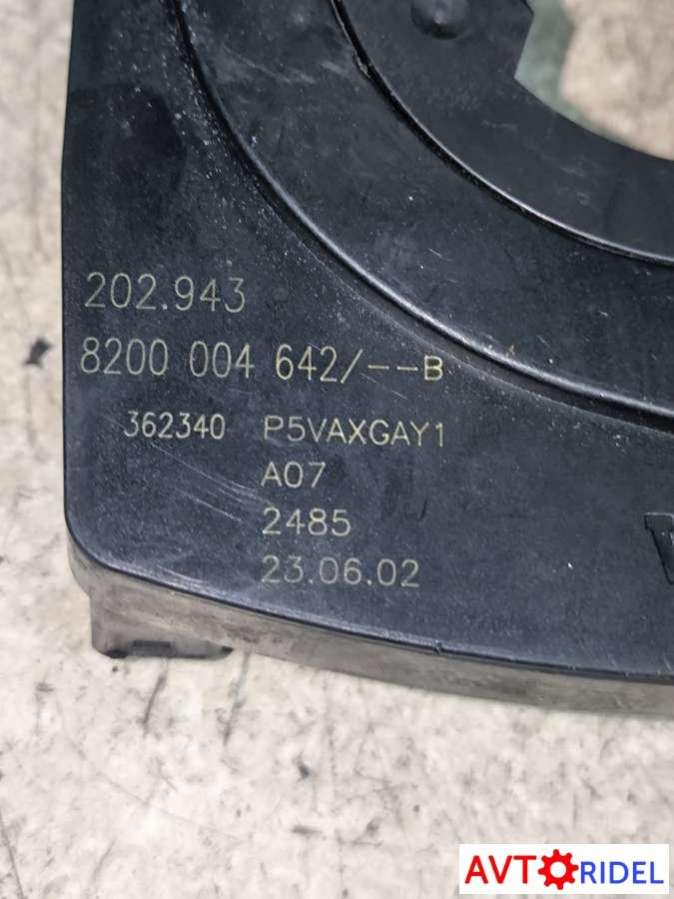 202.943
8200 004 642/--B
362340 P5VAXGAY1
A07
2485
23.06.02
AVTORIDEL